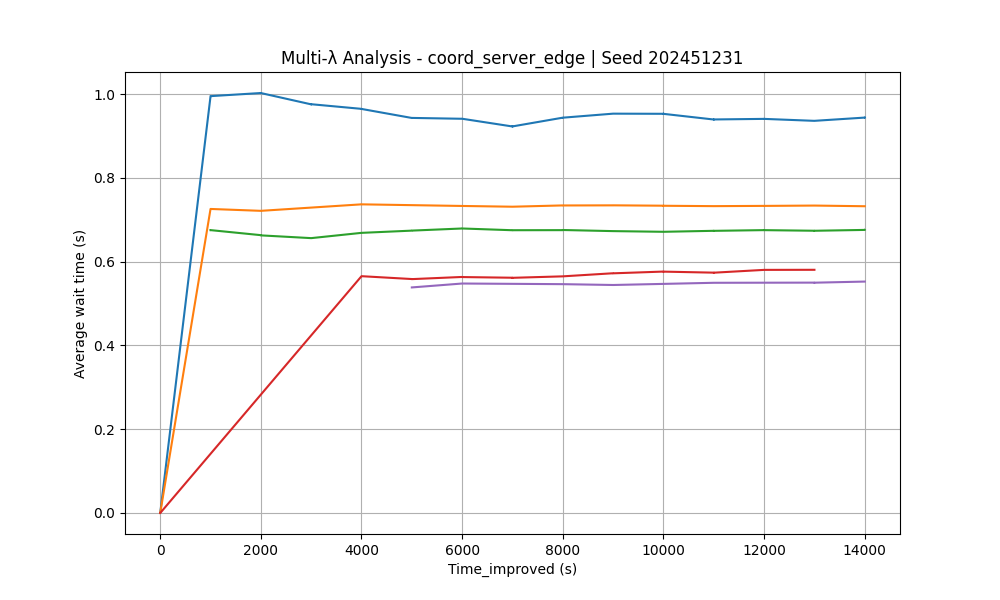 Multi-λ Analysis - coord_server_edge | Seed 202451231
Average wait time (s)
1.0
0.8
0.6
0.4
0.2
0.0
0 2000 4000 6000 8000 10000 12000 14000
Time_improved (s)